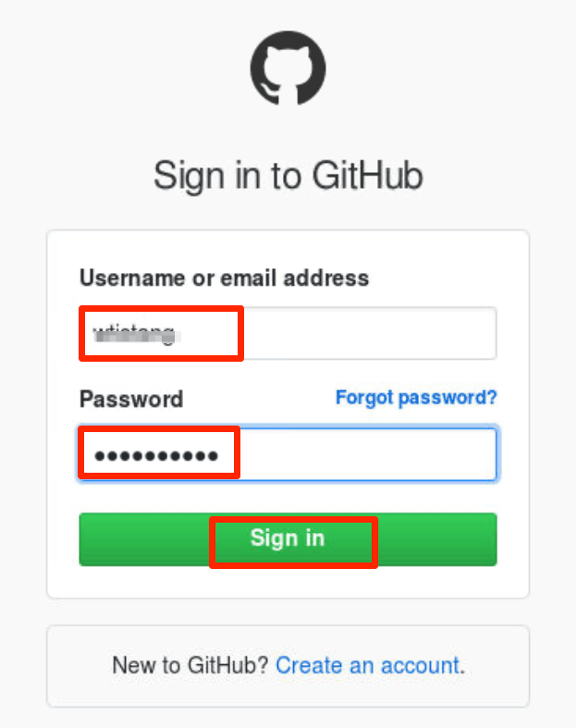 Sign in to GitHub
Username or email address
Password
Forgot password?
••••••••••
Sign in
New to GitHub? Create an account.